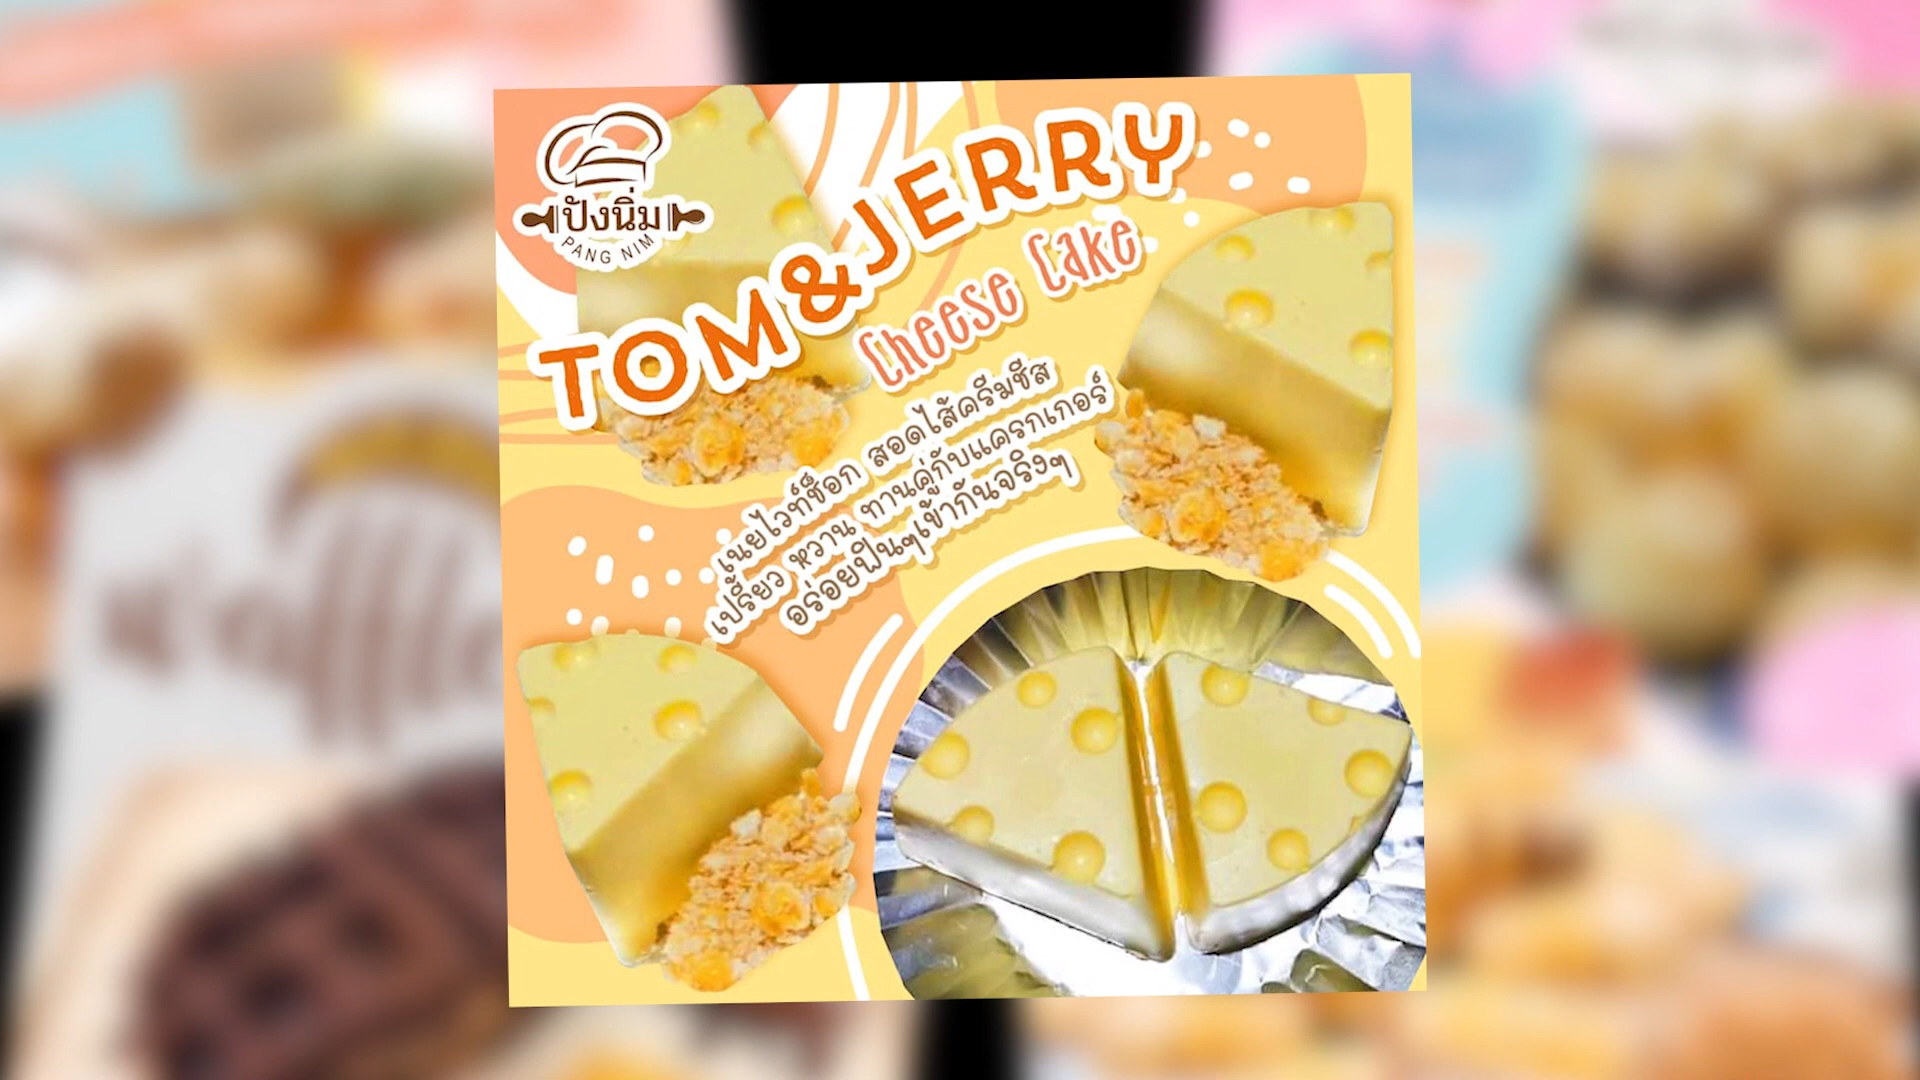 ปังนิ่ม
PANG NIM
TOM&JERRY
Cheese Cake
เนยไวท์ช็อก สอดไส้ครีมชีส
เปรี้ยว หวาน ทานคู่กับแครกเกอร์
อร่อยฟินๆเข้ากันจริงๆ